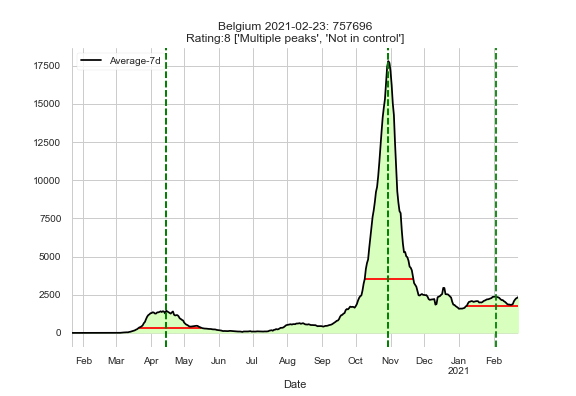 Belgium 2021-02-23: 757696
Rating:8 ['Multiple peaks', 'Not in control']
Average-7d
17500
15000
12500
10000
7500
5000
2500
0
Feb Mar Apr May Jun Jul Aug Sep Oct Nov Dec Jan Feb
2021
Date